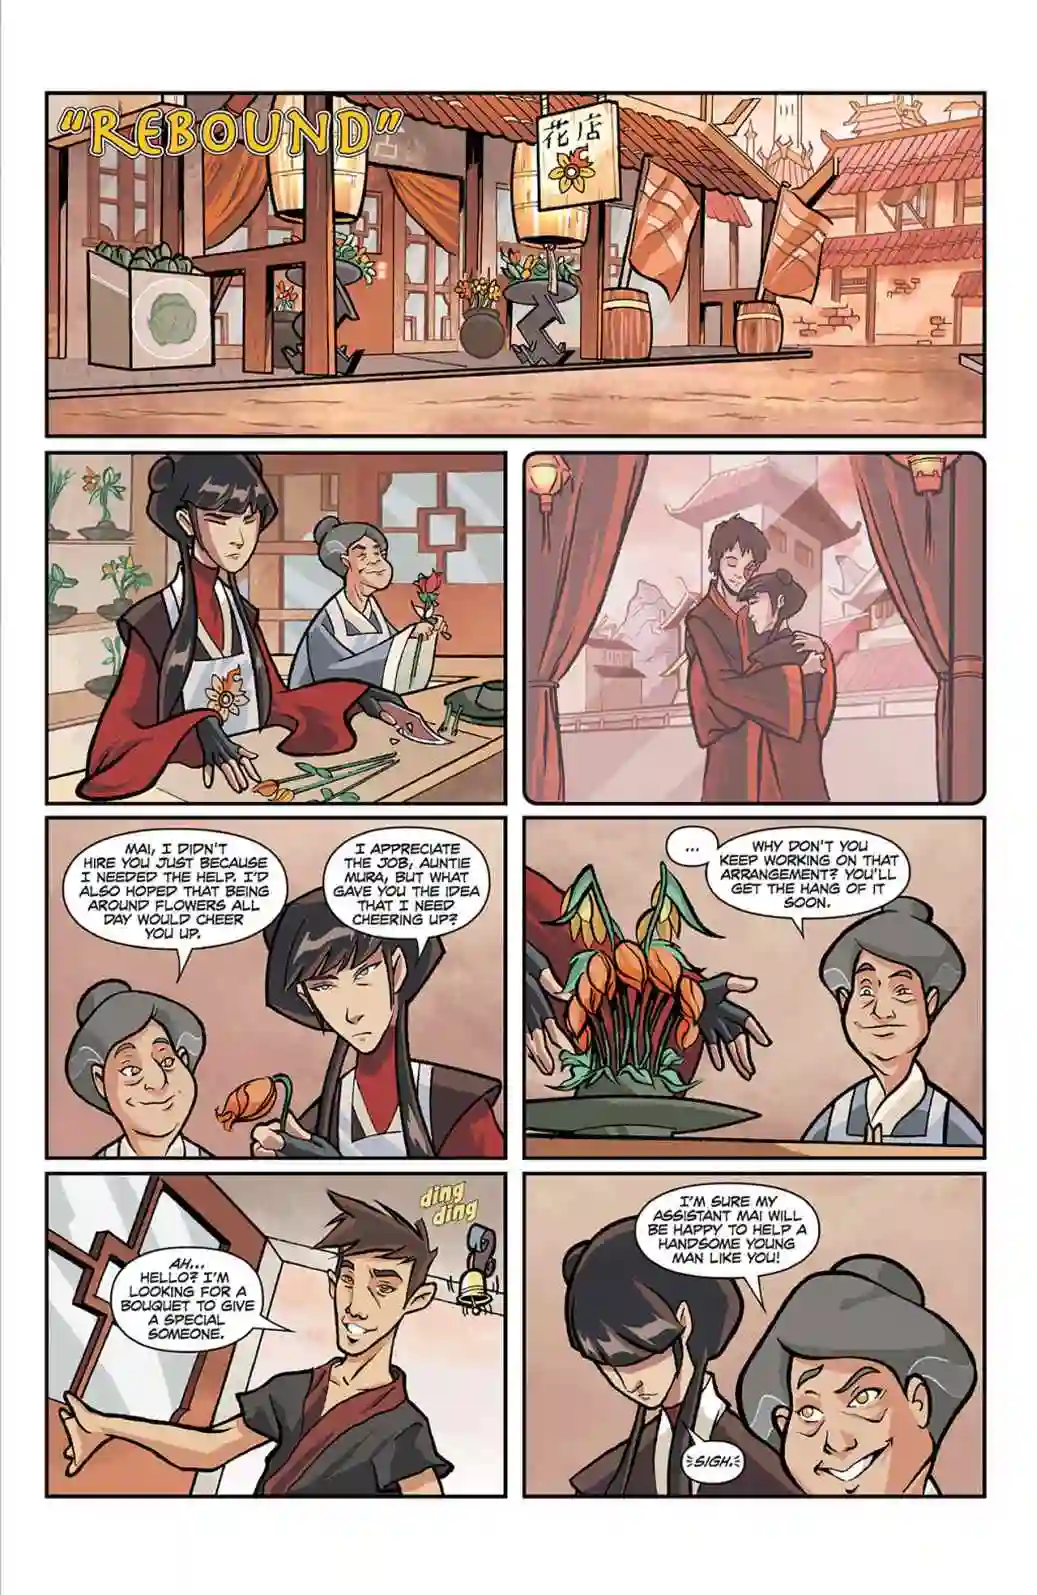 "REBOUND"
花店
MAI, I DIDN'T
HIRE YOU JUST BECAUSE
I NEEDED THE HELP. I'D
ALSO HOPED THAT BEING
AROUND FLOWERS ALL
DAY WOULD CHEER
YOU UP.
I APPRECIATE
THE JOB, AUNTIE
MURA, BUT WHAT
GAVE YOU THE IDEA
THAT I NEED
CHEERING UP?
...
WHY DON'T YOU
KEEP WORKING ON THAT
ARRANGEMENT? YOU'LL
GET THE HANG OF IT
SOON.
ding
ding
AH...
HELLO? I'M
LOOKING FOR A
BOUQUET TO GIVE
A SPECIAL
SOMEONE.
I'M SURE MY
ASSISTANT MAI WILL
BE HAPPY TO HELP A
HANDSOME YOUNG
MAN LIKE YOU!
SIGH.